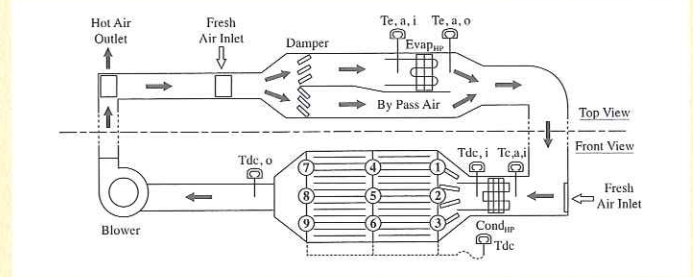 Hot Air
Outlet
Fresh
Air Inlet
Damper
Te, a, i
Te, a, o
Evap HP
By Pass Air
Top View
Front View
Tdc, o
7
4
1
Tdc, i
Tc,a,i
8
5
2
9
6
3
Fresh
Air Inlet
Blower
Cond HP
Tdc